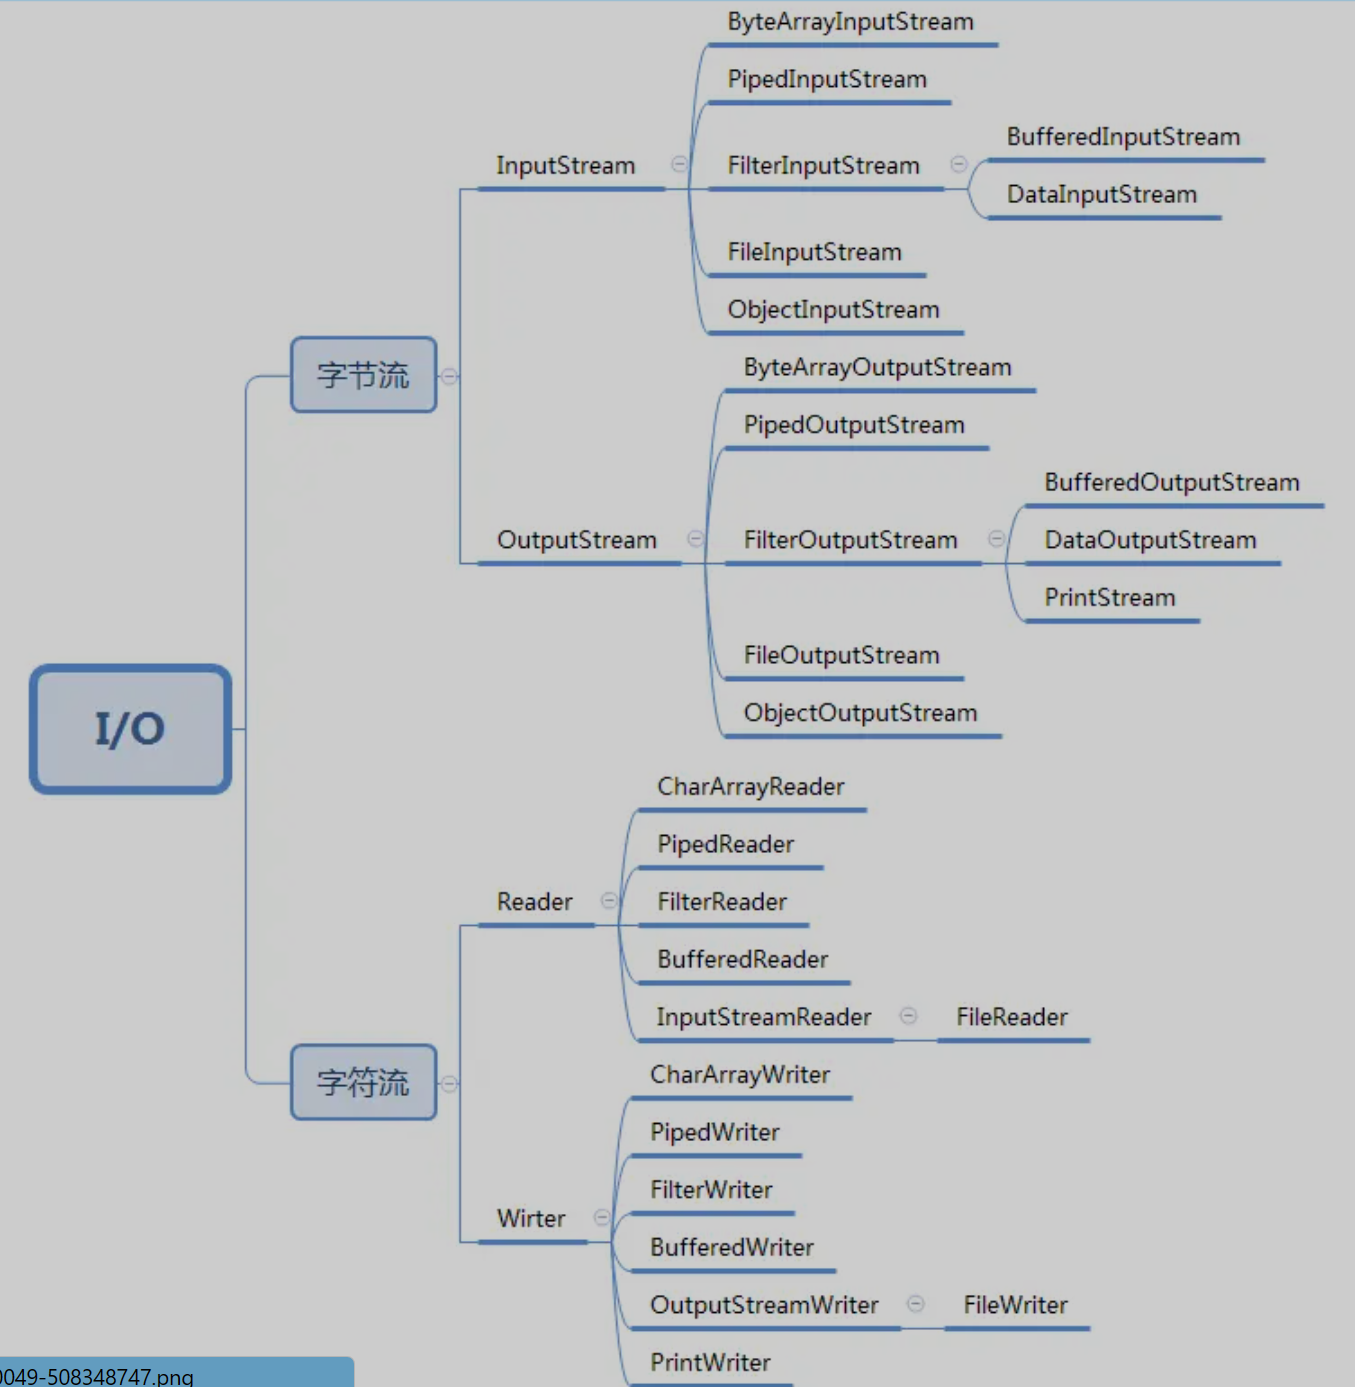 ByteArrayInputStream
PipedInputStream
BufferedInputStream
InputStream
FilterInputStream
DataInputStream
FileInputStream
ObjectInputStream
字节流
ByteArrayOutputStream
PipedOutputStream
BufferedOutputStream
OutputStream
FilterOutputStream
DataOutputStream
PrintStream
FileOutputStream
ObjectOutputStream
I/O
CharArrayReader
PipedReader
Reader
FilterReader
BufferedReader
InputStreamReader
FileReader
字符流
CharArrayWriter
PipedWriter
FilterWriter
Wirter
BufferedWriter
OutputStreamWriter
FileWriter
PrintWriter
0049-508348747.png